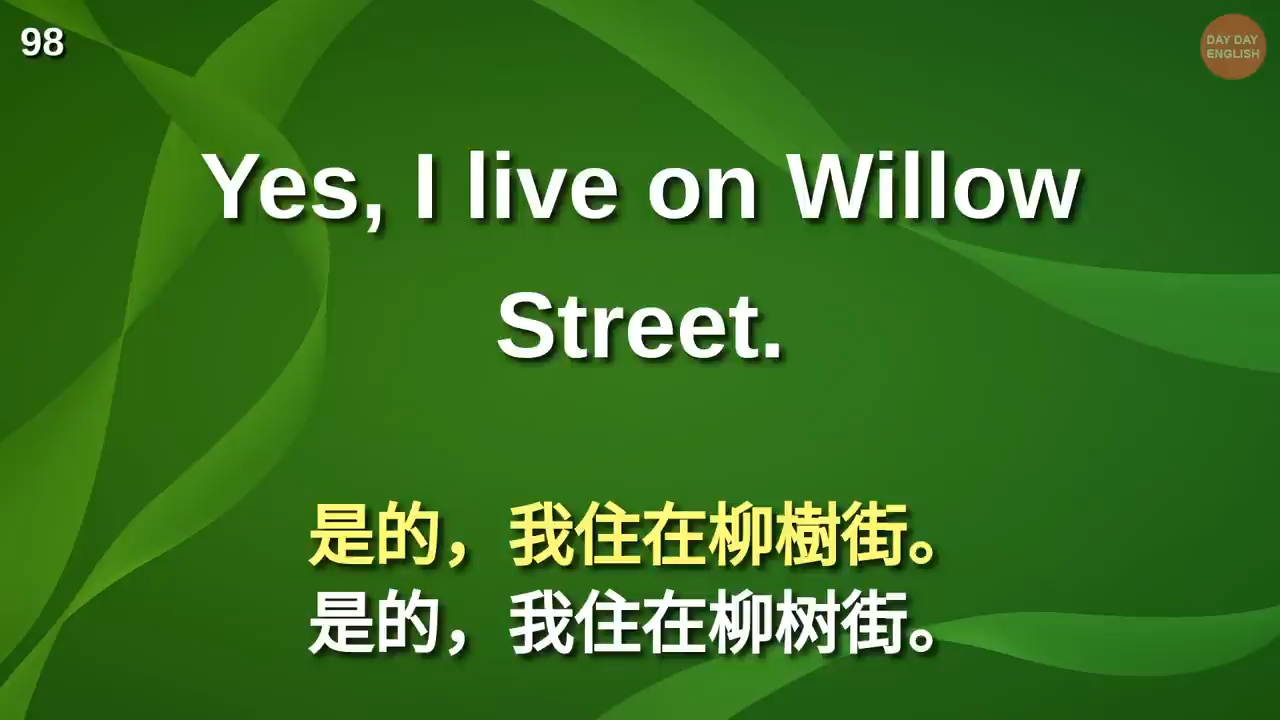 98
DAY DAY
ENGLISH
Yes, I live on Willow
Street.
是的，我住在柳樹街。
是的，我住在柳树街。